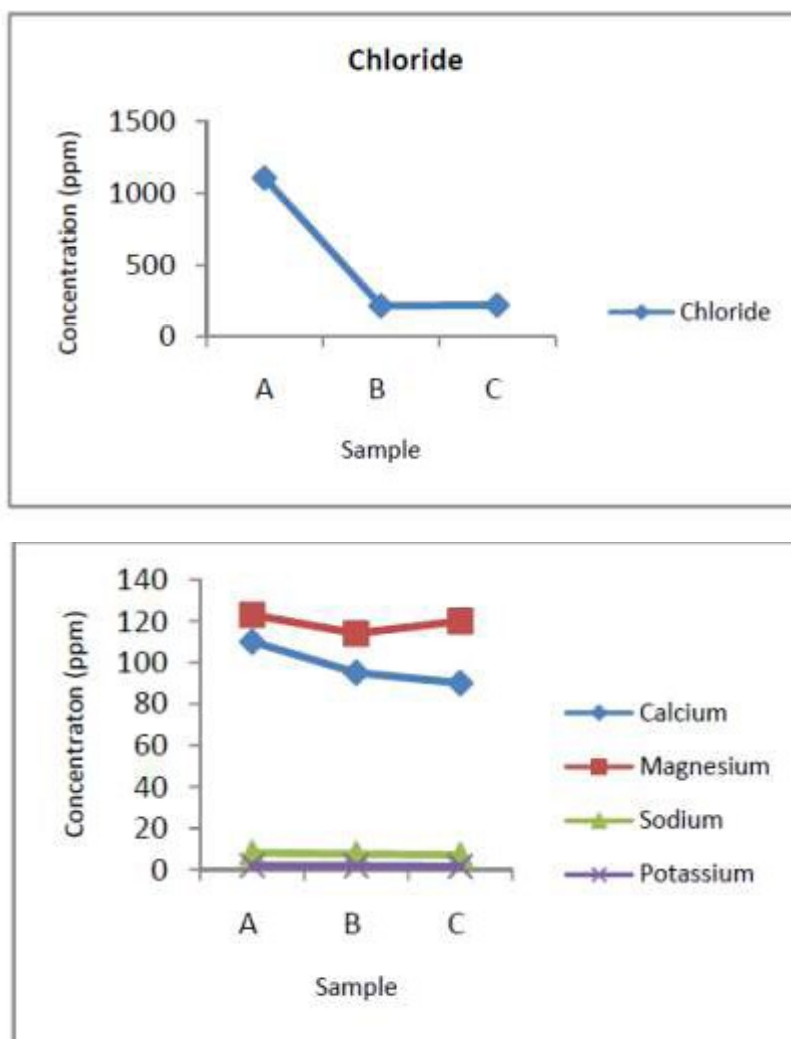 Chloride
Concentration (ppm)
1500
1000
500
0
A B C
Sample
Chloride
Concentraton (ppm)
140
120
100
80
60
40
20
0
A B C
Sample
Calcium
Magnesium
Sodium
Potassium